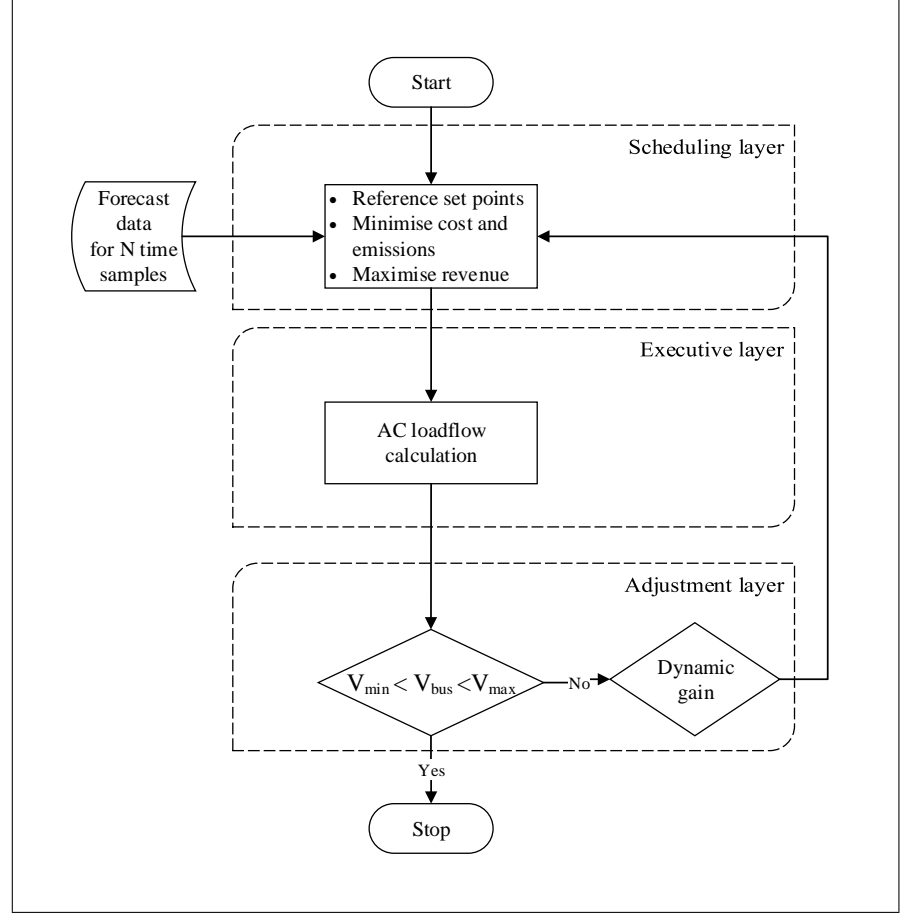 Start
Scheduling layer
Forecast
data
for N time
samples
• Reference set points
• Minimise cost and
emissions
• Maximise revenue
Executive layer
AC loadflow
calculation
Adjustment layer
Vmin < Vbus <Vmax
No
Dynamic
gain
Yes
Stop